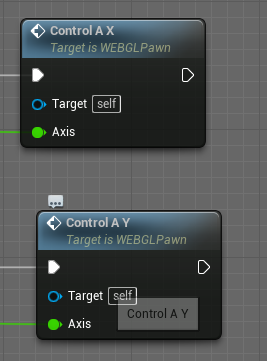 Control A X
Target is WEBGLPawn
Target self
Axis
...
Control A Y
Target is WEBGLPawn
Target self
Control A Y
Axis